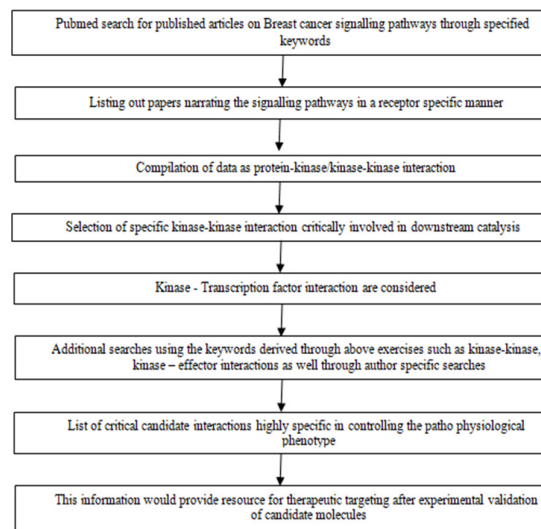 Pubmed search for published articles on Breast cancer signalling pathways through specified
keywords
Listing out papers narrating the signalling pathways in a receptor specific manner
Compilation of data as protein-kinase/kinase-kinase interaction
Selection of specific kinase-kinase interaction critically involved in downstream catalysis
Kinase - Transcription factor interaction are considered
Additional searches using the keywords derived through above exercises such as kinase-kinase,
kinase – effector interactions as well through author specific searches
List of critical candidate interactions highly specific in controlling the patho physiological
phenotype
This information would provide resource for therapeutic targeting after experimental validation
of candidate molecules